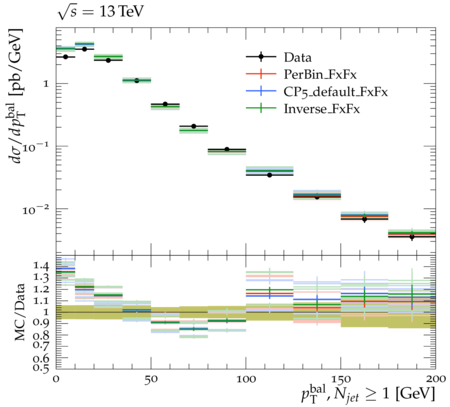 √s = 13 TeV
dσ/dp_T^bal [pb/GeV]
1
10⁻¹
10⁻²
Data
PerBin_FxFx
CP5_default_FxFx
Inverse_FxFx
MC/Data
1.4
1.3
1.2
1.1
1
0.9
0.8
0.7
0.6
0.5
0 50 100 150 200
p_T^bal, N_jet ≥ 1 [GeV]